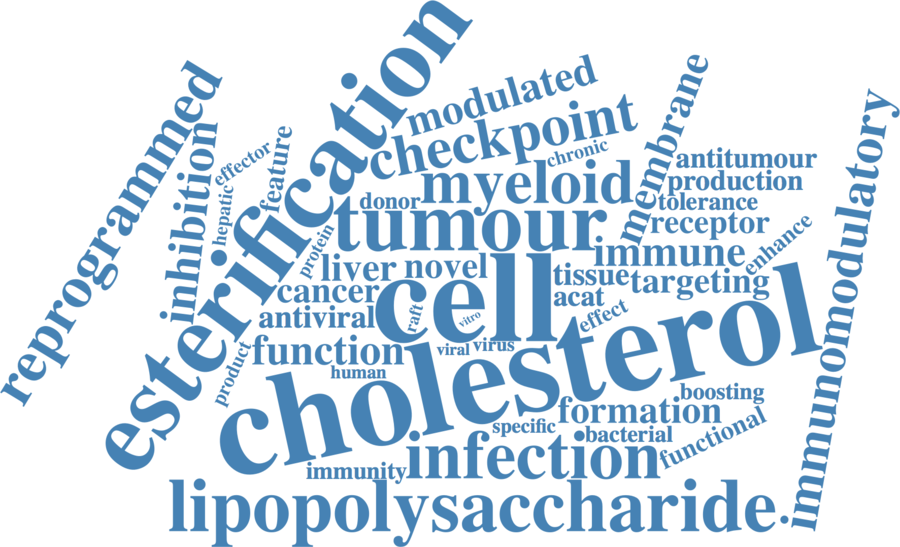 reprogrammed
esterification
inhibition
effector
hepatic
feature
modulated
checkpoint
chronic
myeloid
donor
tumour
membrane
antitumour
production
tolerance
receptor
immune
enhance
immunomodulatory
protein
liver
novel
cell
tissue
targeting
cancer
acat
antiviral
raft
vitro
effect
function
viral
virus
product
human
cholesterol
boosting
formation
specific
bacterial
functional
infection
immunity
lipopolysaccharide